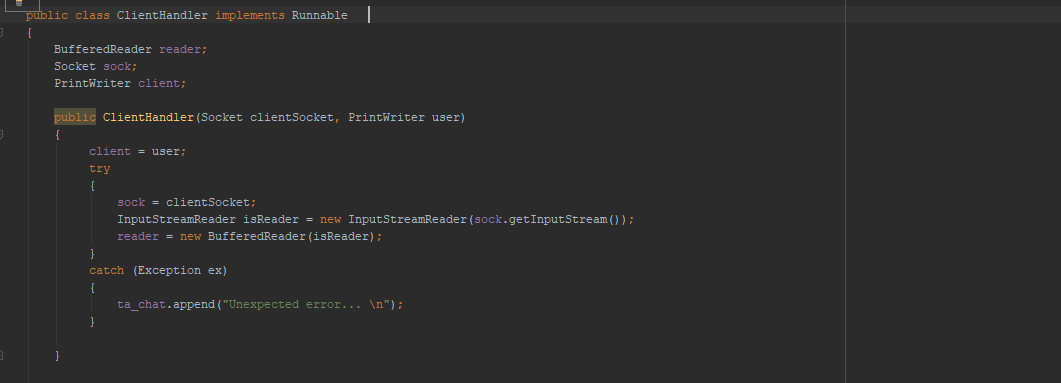 public class ClientHandler implements Runnable
{
BufferedReader reader;
Socket sock;
PrintWriter client;
public ClientHandler(Socket clientSocket, PrintWriter user)
{
client = user;
try
{
sock = clientSocket;
InputStreamReader isReader = new InputStreamReader(sock.getInputStream());
reader = new BufferedReader(isReader);
}
catch (Exception ex)
{
ta_chat.append("Unexpected error... \n");
}
}